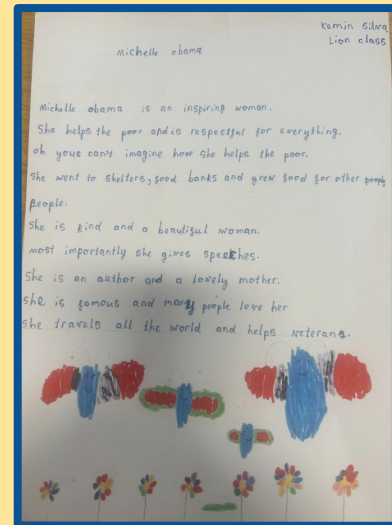 Kemin Silva
Lion class
Michelle obama
Michelle obama is an inspiring woman.
She helps the poor and is respectful for everything.
oh youe can't imagine how she helps the poor.
she went to shelters, food banks and grew food for other
people.
She is kind and a beautiful woman.
most importantly she gives speeches.
She is an author and a lovely mother.
she is famous and many people love her
she travels all the world and helps veterans.